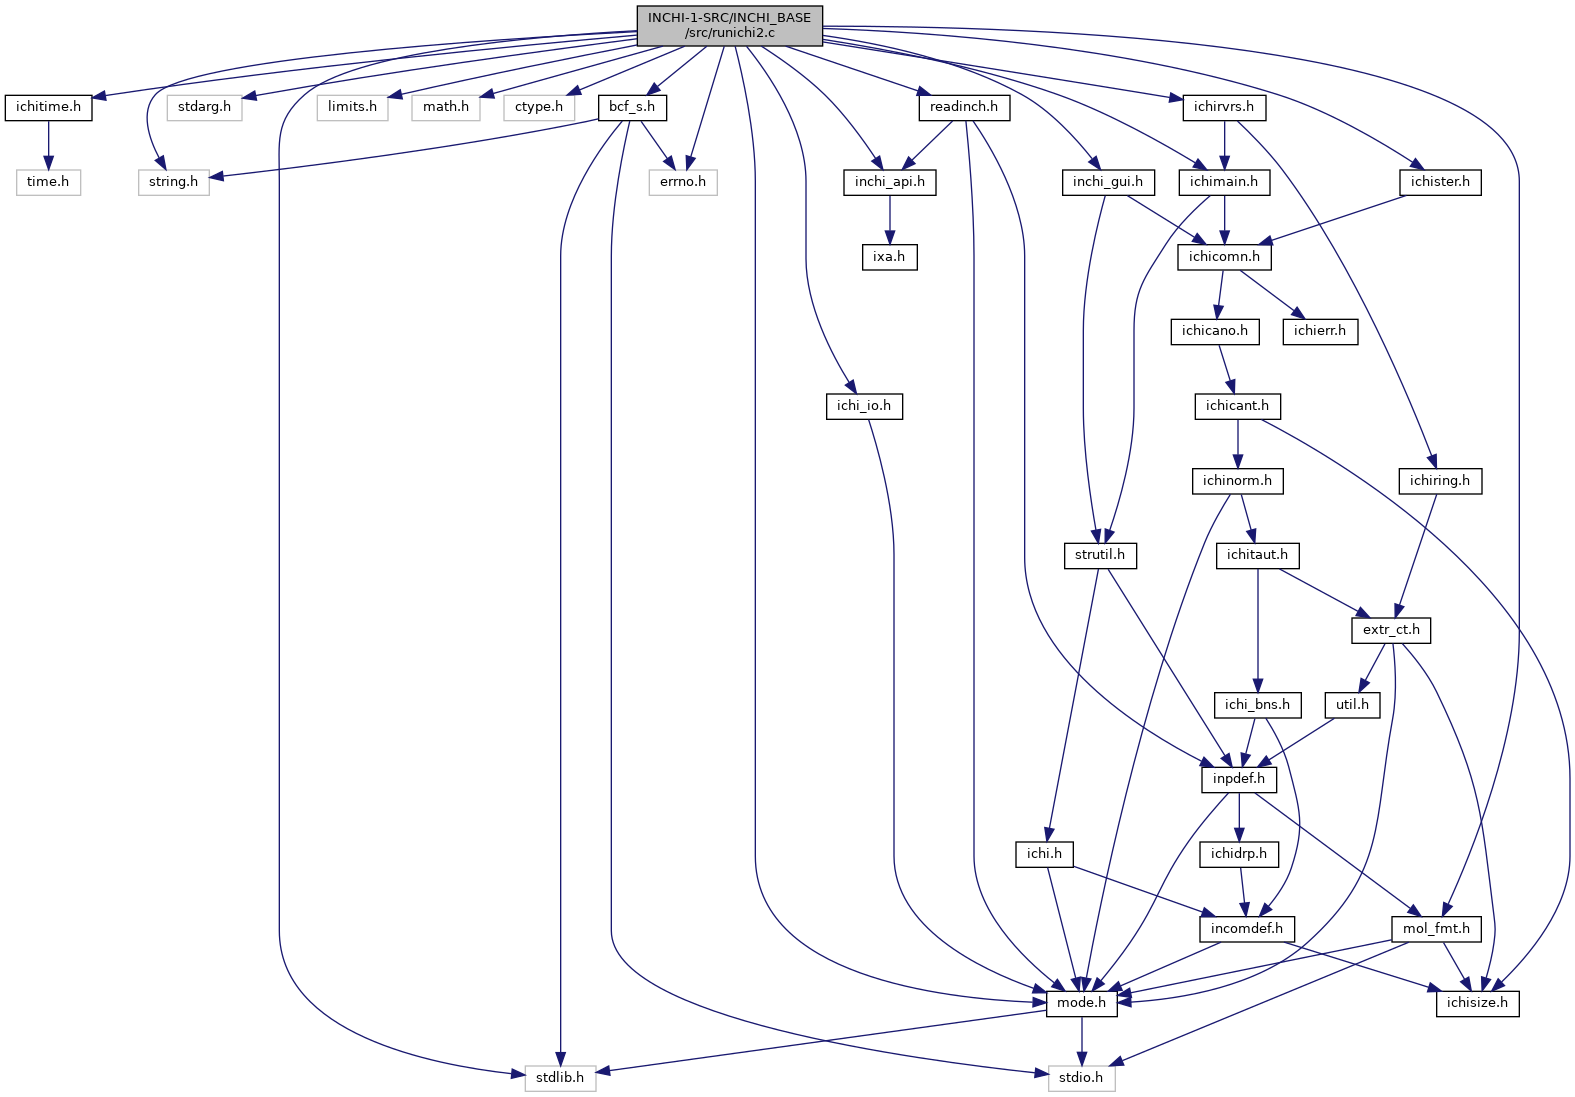 INCHI-1-SRC/INCHI_BASE
/src/runichi2.c
ichitime.h
stdarg.h
limits.h
math.h
ctype.h
bcf_s.h
readinch.h
ichirvrs.h
time.h
string.h
errno.h
inchi_api.h
inchi_gui.h
ichimain.h
ichister.h
ixa.h
ichicomn.h
ichicano.h
ichierr.h
ichi_io.h
ichicant.h
ichinorm.h
ichiring.h
strutil.h
ichitaut.h
extr_ct.h
ichi_bns.h
util.h
inpdef.h
ichi.h
ichidrp.h
incomdef.h
mol_fmt.h
mode.h
ichisize.h
stdlib.h
stdio.h